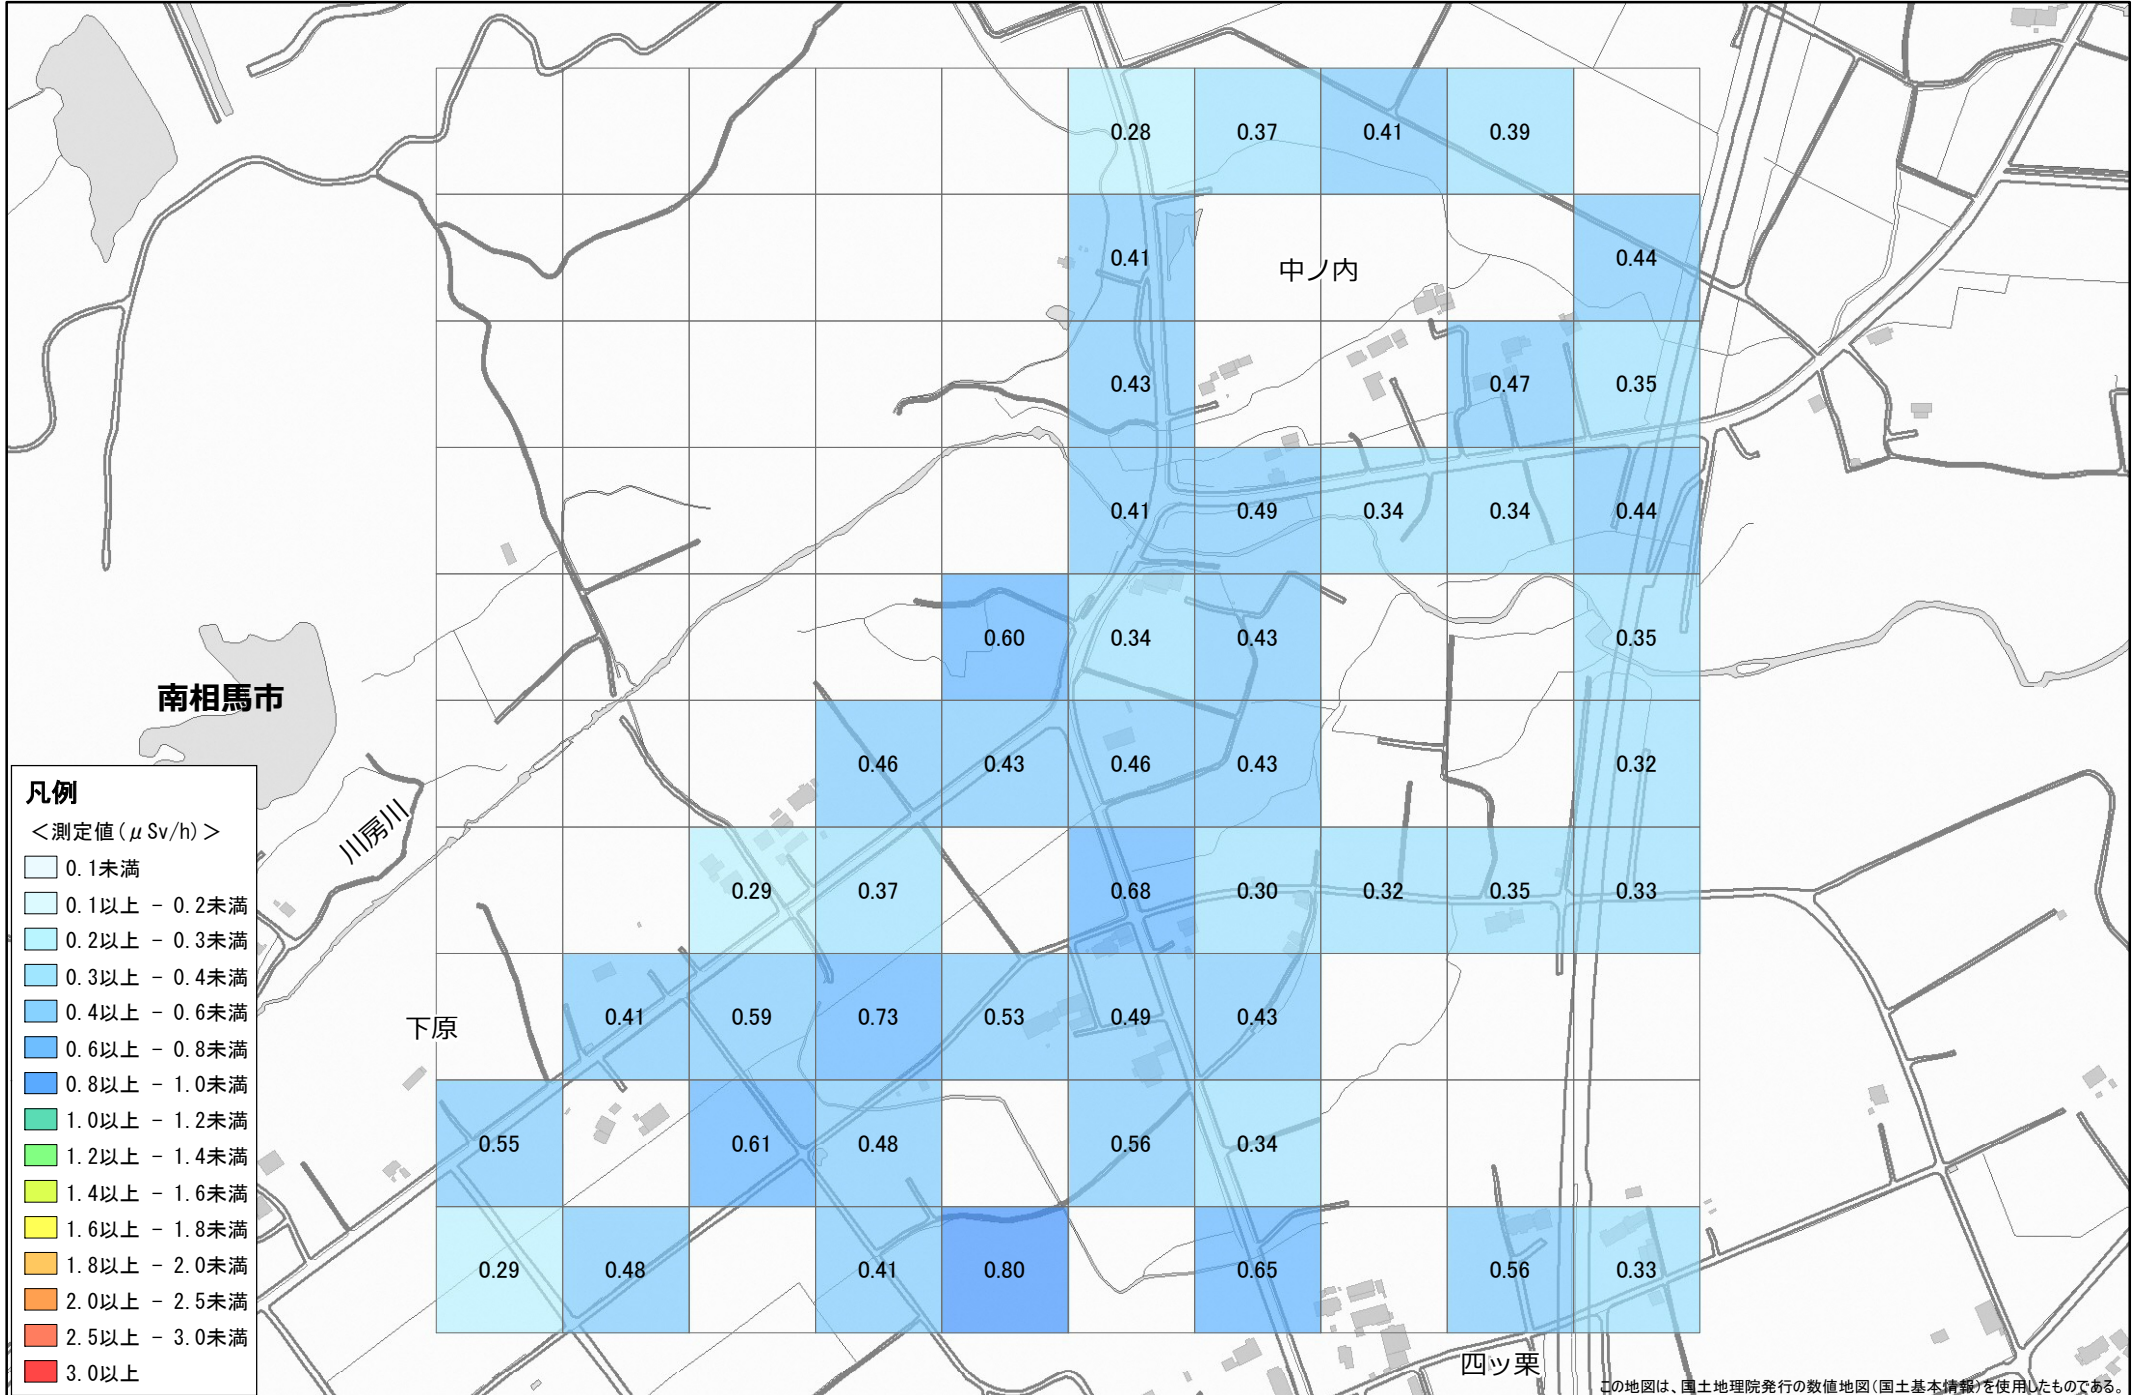 0.28 0.37 0.41 0.39
0.41 中ノ内 0.44
0.43 0.47 0.35
0.41 0.49 0.34 0.34 0.44
0.60 0.34 0.43 0.35
南相馬市
0.46 0.43 0.46 0.43 0.32
川房川
0.29 0.37 0.68 0.30 0.32 0.35 0.33
下原 0.41 0.59 0.73 0.53 0.49 0.43
0.55 0.61 0.48 0.56 0.34
0.29 0.48 0.41 0.80 0.65 0.56 0.33
四ッ栗
凡例
＜測定値(μSv/h)＞
0.1未満
0.1以上 - 0.2未満
0.2以上 - 0.3未満
0.3以上 - 0.4未満
0.4以上 - 0.6未満
0.6以上 - 0.8未満
0.8以上 - 1.0未満
1.0以上 - 1.2未満
1.2以上 - 1.4未満
1.4以上 - 1.6未満
1.6以上 - 1.8未満
1.8以上 - 2.0未満
2.0以上 - 2.5未満
2.5以上 - 3.0未満
3.0以上
この地図は、国土地理院発行の数値地図(国土基本情報)を使用したものである。